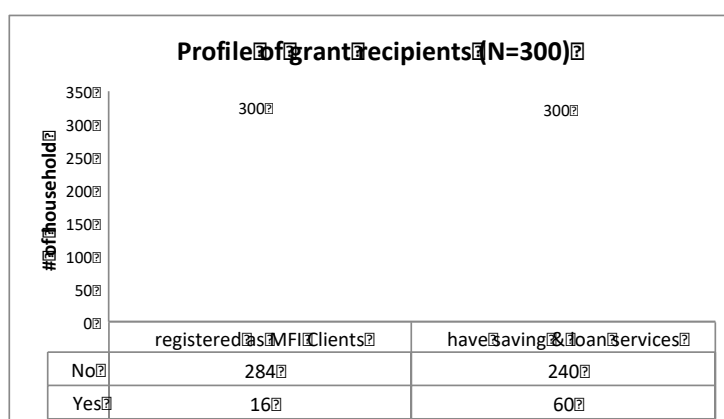 Profile of grant recipients (N=300)
350
300 300
300
250
200
150
100
50
0
# of household
registered as MFI Clients have saving & loan services
No 284 240
Yes 16 60